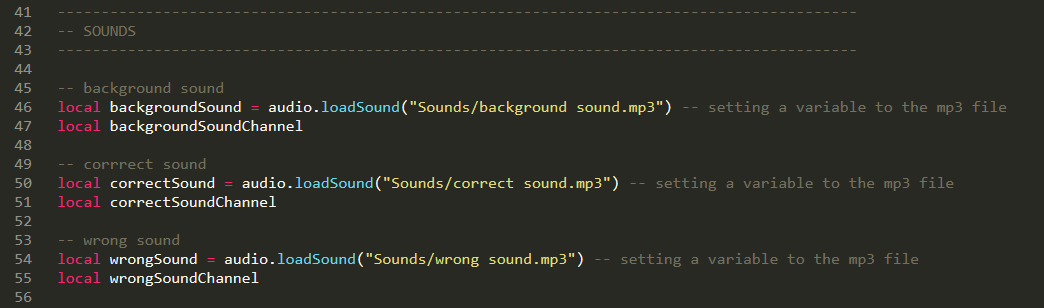 41 --------------------------------------------------------------------------------------------
42 -- SOUNDS
43 --------------------------------------------------------------------------------------------
44
45 -- background sound
46 local backgroundSound = audio.loadSound("Sounds/background sound.mp3") -- setting a variable to the mp3 file
47 local backgroundSoundChannel
48
49 -- corrrect sound
50 local correctSound = audio.loadSound("Sounds/correct sound.mp3") -- setting a variable to the mp3 file
51 local correctSoundChannel
52
53 -- wrong sound
54 local wrongSound = audio.loadSound("Sounds/wrong sound.mp3") -- setting a variable to the mp3 file
55 local wrongSoundChannel
56